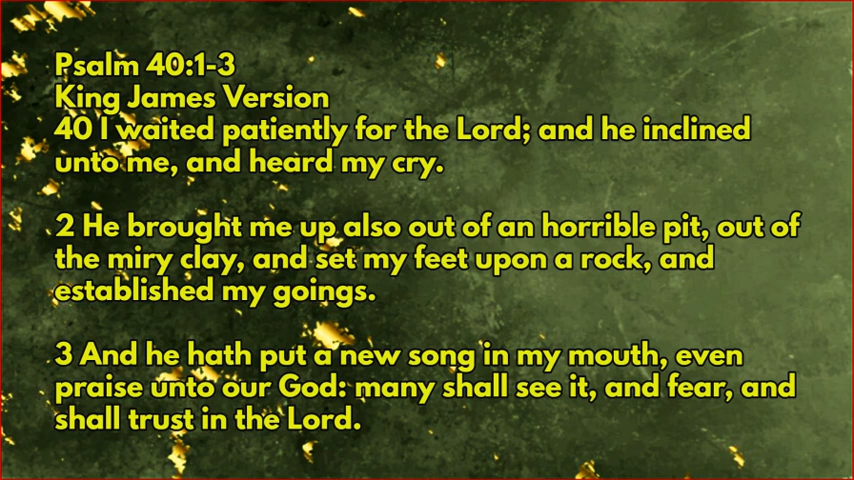 Psalm 40:1-3
King James Version
40 I waited patiently for the Lord; and he inclined
unto me, and heard my cry.
2 He brought me up also out of an horrible pit, out of
the miry clay, and set my feet upon a rock, and
established my goings.
3 And he hath put a new song in my mouth, even
praise unto our God: many shall see it, and fear, and
shall trust in the Lord.